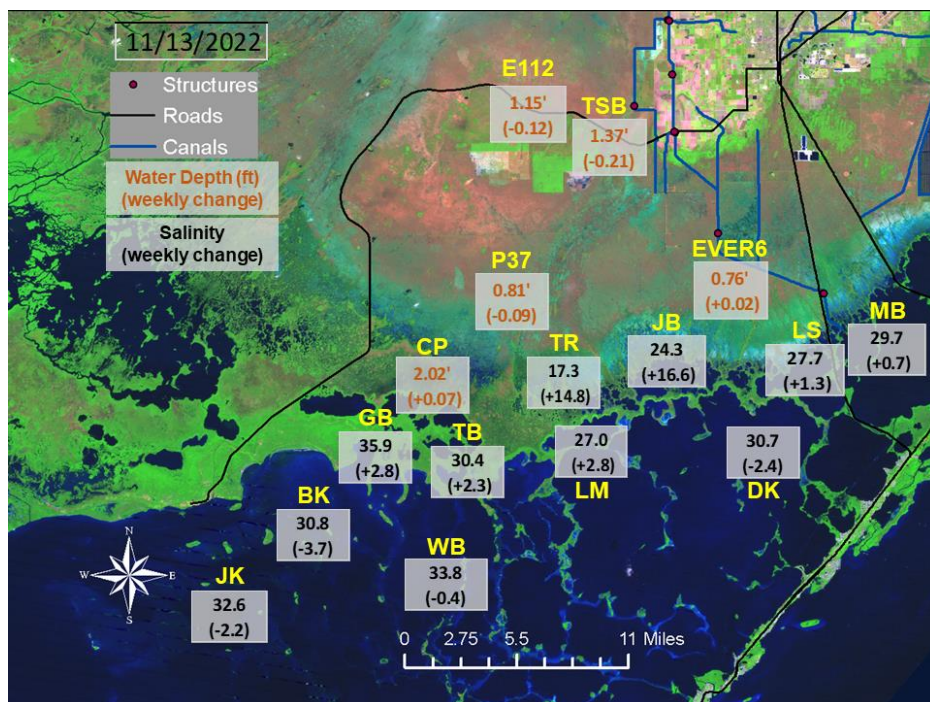 11/13/2022
Structures
Roads
Canals
Water Depth (ft)
(weekly change)
Salinity
(weekly change)
E112
1.15'
(-0.12)
TSB
1.37'
(-0.21)
P37
0.81'
(-0.09)
EVER6
0.76'
(+0.02)
MB
29.7
(+0.7)
LS
27.7
(+1.3)
JB
24.3
(+16.6)
TR
17.3
(+14.8)
CP
2.02'
(+0.07)
GB
35.9
(+2.8)
TB
30.4
(+2.3)
27.0
(+2.8)
LM
30.7
(-2.4)
DK
BK
30.8
(-3.7)
WB
33.8
(-0.4)
JK
32.6
(-2.2)
N
W E
S
0 2.75 5.5 11 Miles